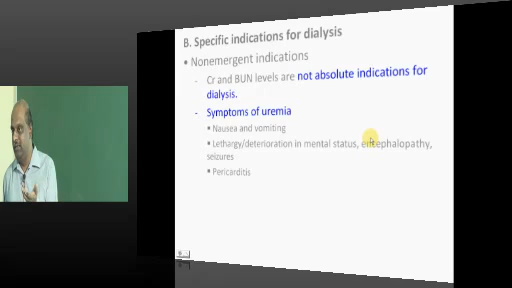 B. Specific indications for dialysis
• Nonemergent indications
- Cr and BUN levels are not absolute indications for
dialysis.
- Symptoms of uremia
▪ Nausea and vomiting
▪ Lethargy/deterioration in mental status, encephalopathy,
seizures
▪ Pericarditis